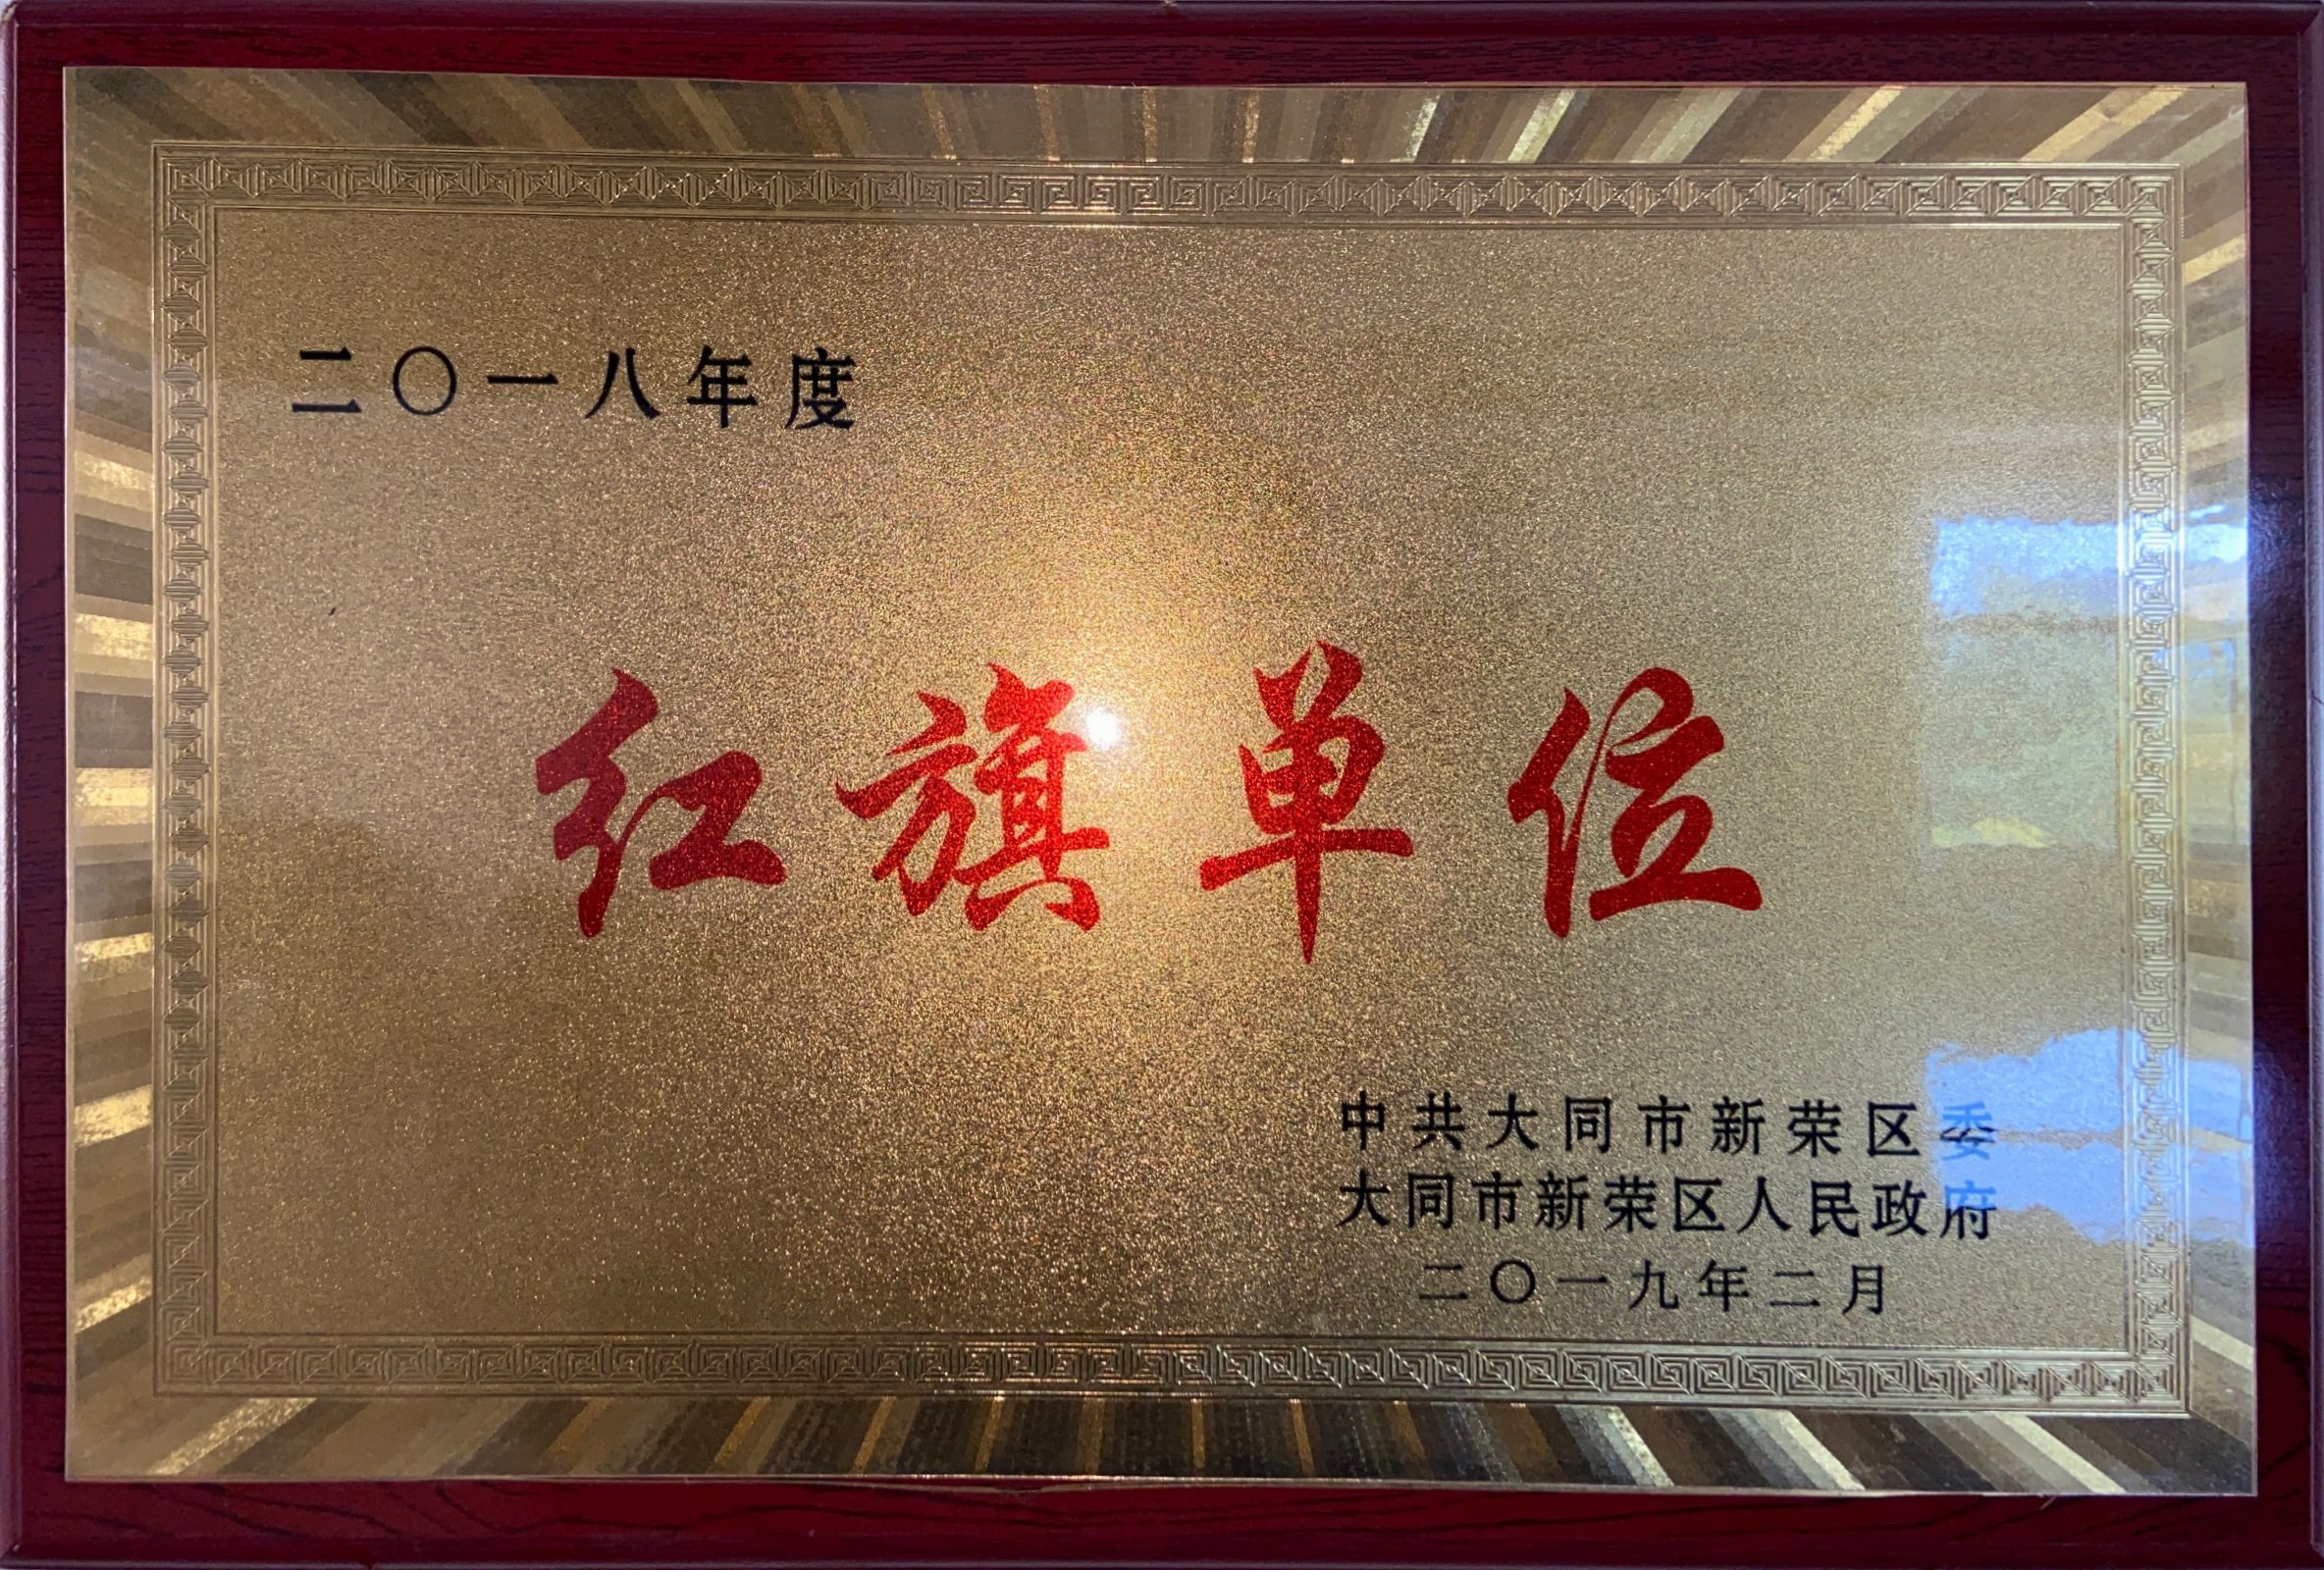 二〇一八年度
红旗单位
中共大同市新荣区委
大同市新荣区人民政府
二〇一九年二月